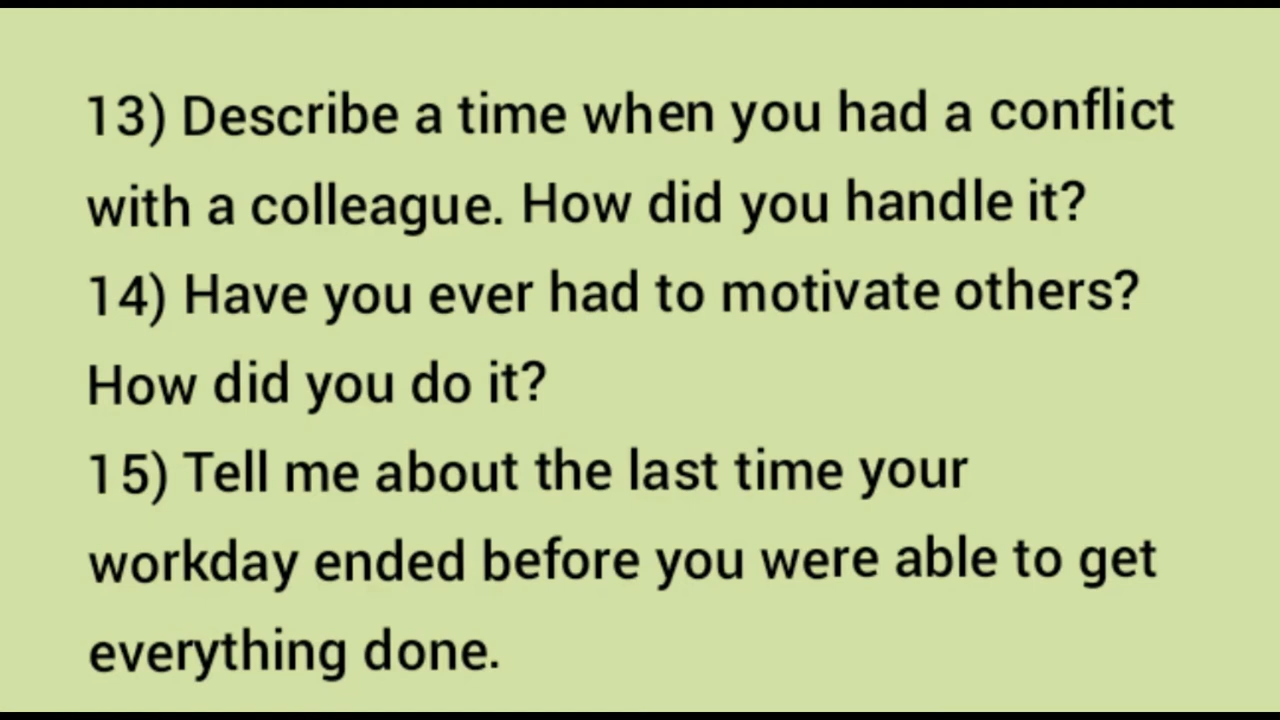 13) Describe a time when you had a conflict
with a colleague. How did you handle it?
14) Have you ever had to motivate others?
How did you do it?
15) Tell me about the last time your
workday ended before you were able to get
everything done.